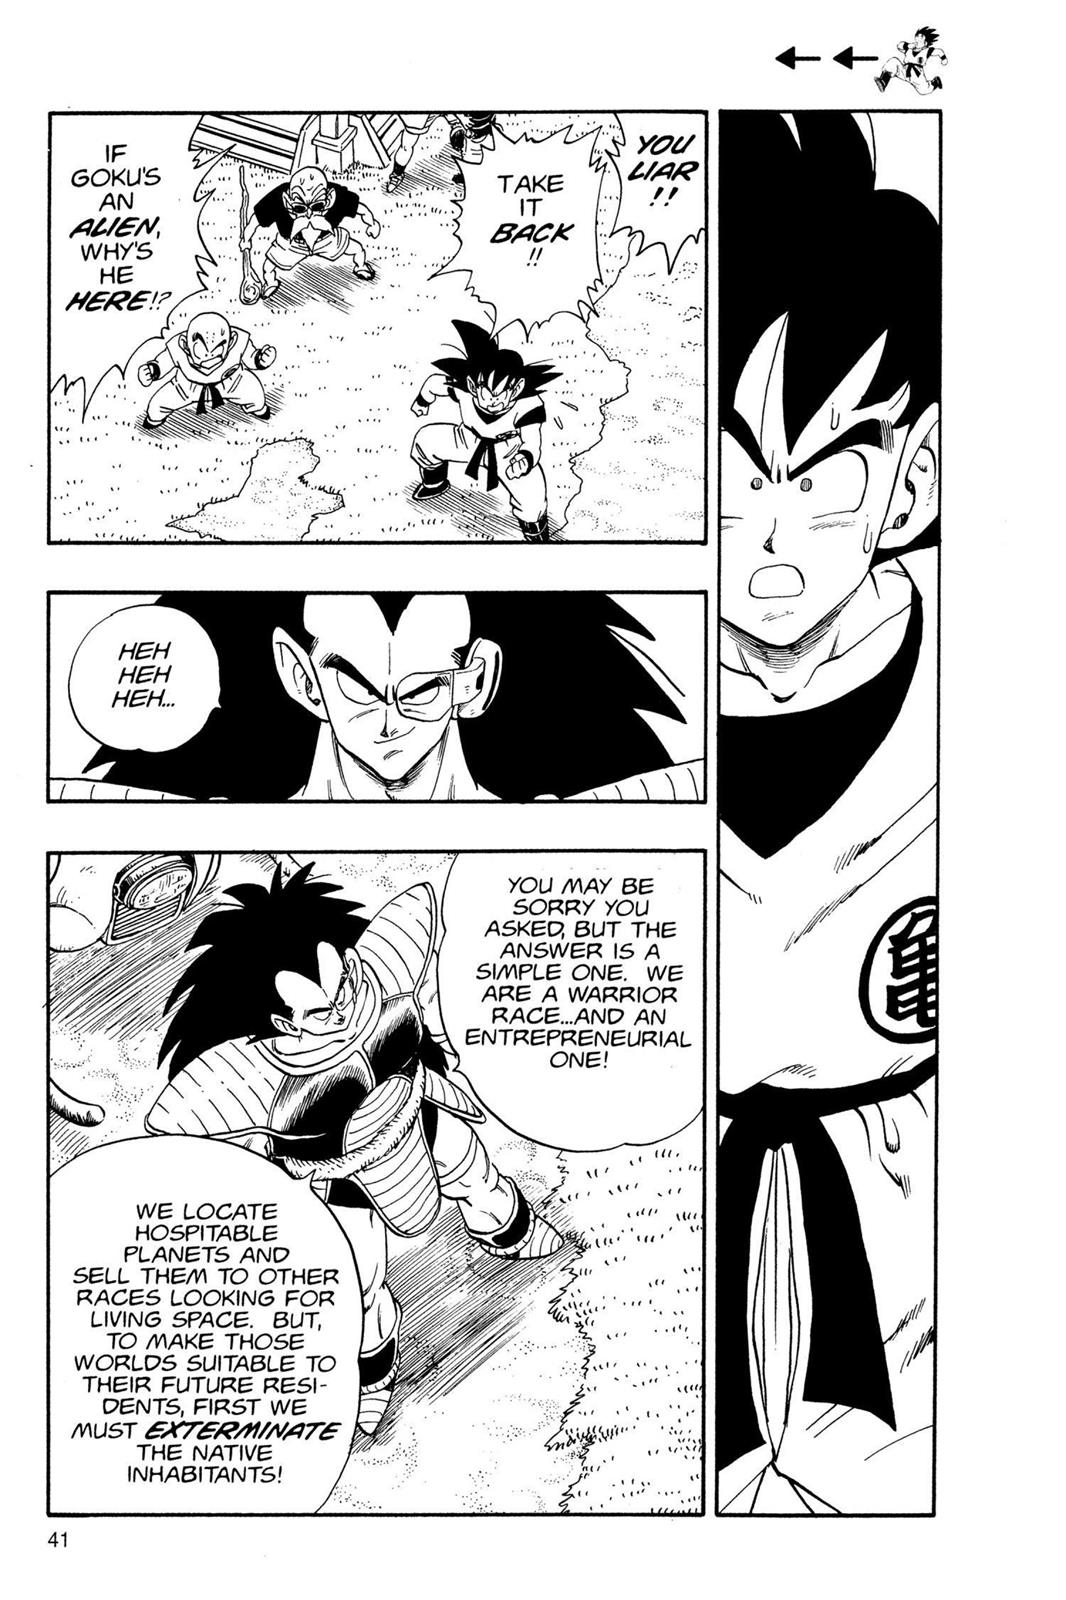 YOU
LIAR
!!
TAKE
IT
BACK
!!
IF
GOKU'S
AN
ALIEN,
WHY'S
HE
HERE!?
亀
HEH
HEH
HEH...
YOU MAY BE
SORRY YOU
ASKED, BUT THE
ANSWER IS A
SIMPLE ONE. WE
ARE A WARRIOR
RACE...AND AN
ENTREPRENEURIAL
ONE!
WE LOCATE
HOSPITABLE
PLANETS AND
SELL THEM TO OTHER
RACES LOOKING FOR
LIVING SPACE. BUT,
TO MAKE THOSE
WORLDS SUITABLE TO
THEIR FUTURE RESI-
DENTS, FIRST WE
MUST EXTERMINATE
THE NATIVE
INHABITANTS!
41